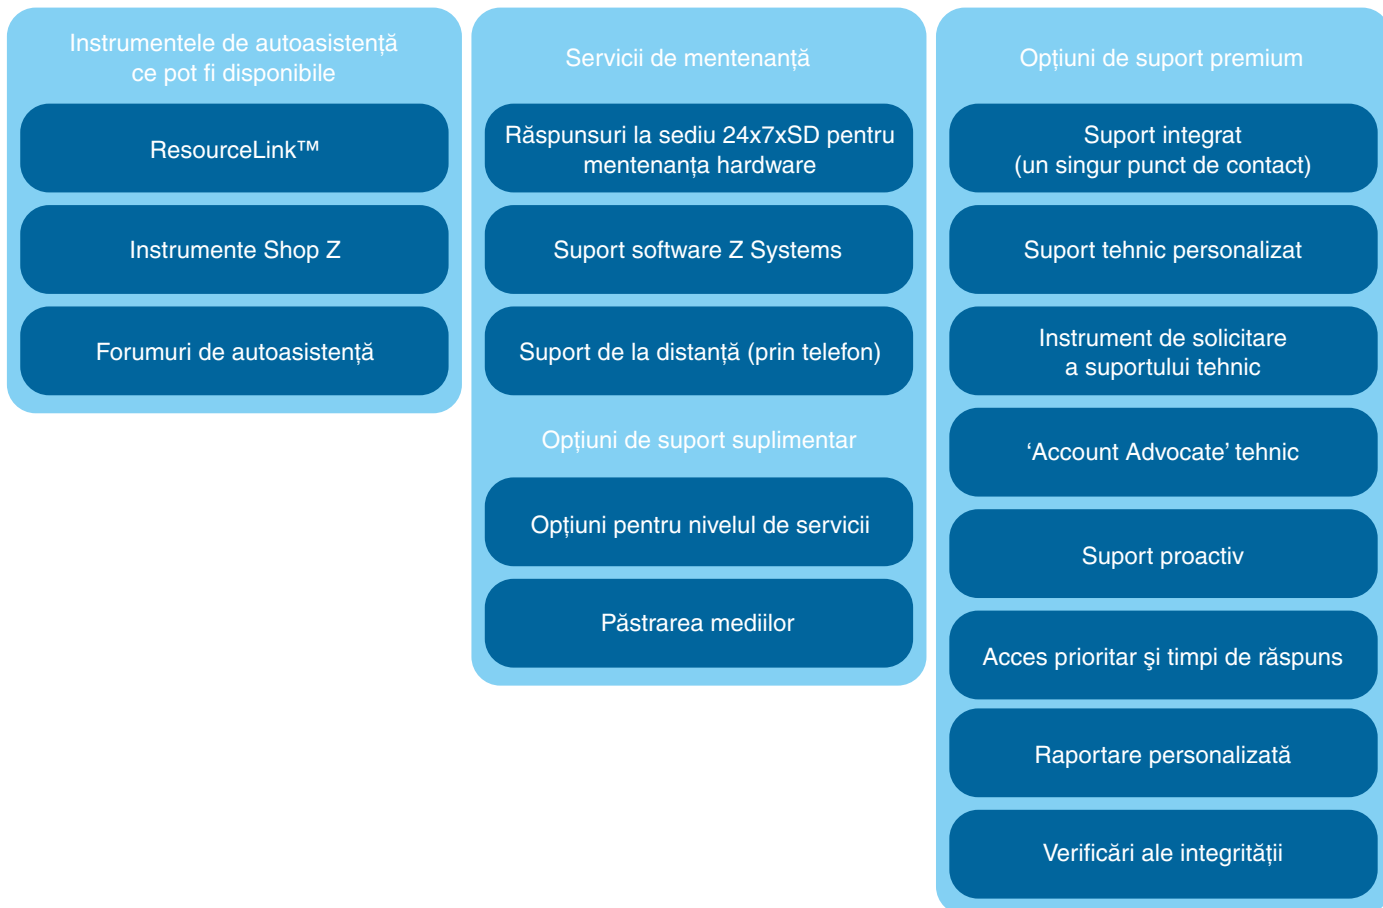 Instrumentele de autoasistență
ce pot fi disponibile
ResourceLink™
Instrumente Shop Z
Forumuri de autoasistență
Servicii de mentenanță
Răspunsuri la sediu 24x7xSD pentru
mentenanța hardware
Suport software Z Systems
Suport de la distanță (prin telefon)
Opțiuni de suport suplimentar
Opțiuni pentru nivelul de servicii
Păstrarea mediilor
Opțiuni de suport premium
Suport integrat
(un singur punct de contact)
Suport tehnic personalizat
Instrument de solicitare
a suportului tehnic
‘Account Advocate’ tehnic
Suport proactiv
Acces prioritar şi timpi de răspuns
Raportare personalizată
Verificări ale integrității